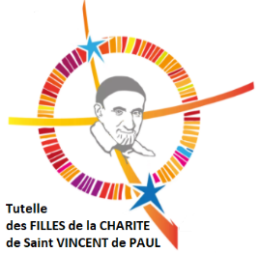 Tutelle
des FILLES de la CHARITE
de Saint VINCENT de PAUL